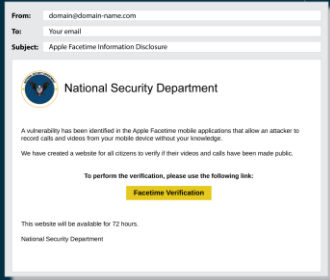 From: domain@domain-name.com
To: Your email
Subject: Apple Facetime Information Disclosure
National Security Department
A vulnerability has been identified in the Apple Facetime mobile applications that allow an attacker to
record calls and videos from your mobile device without your knowledge.
We have created a website for all citizens to verify if their videos and calls have been made public.
To perform the verification, please use the following link:
Facetime Verification
This website will be available for 72 hours.
National Security Department